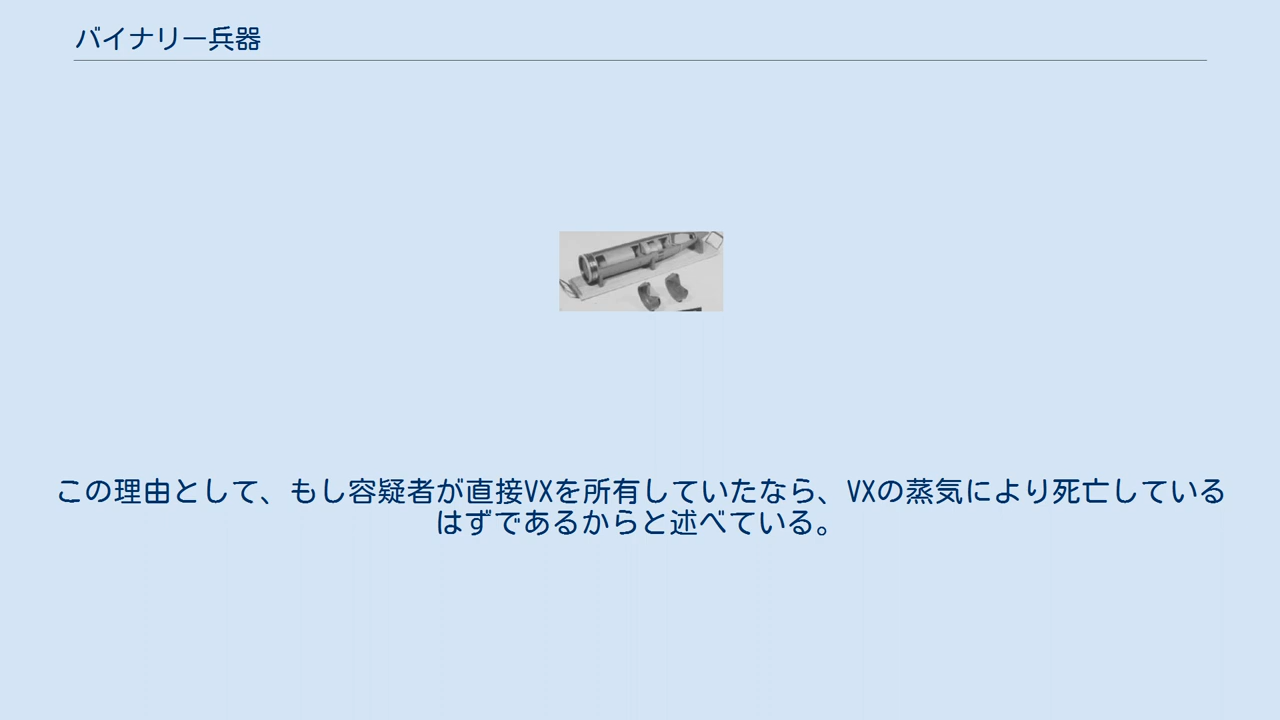 バイナリー兵器
この理由として、もし容疑者が直接VXを所有していたなら、VXの蒸気により死亡している
はずであるからと述べている。